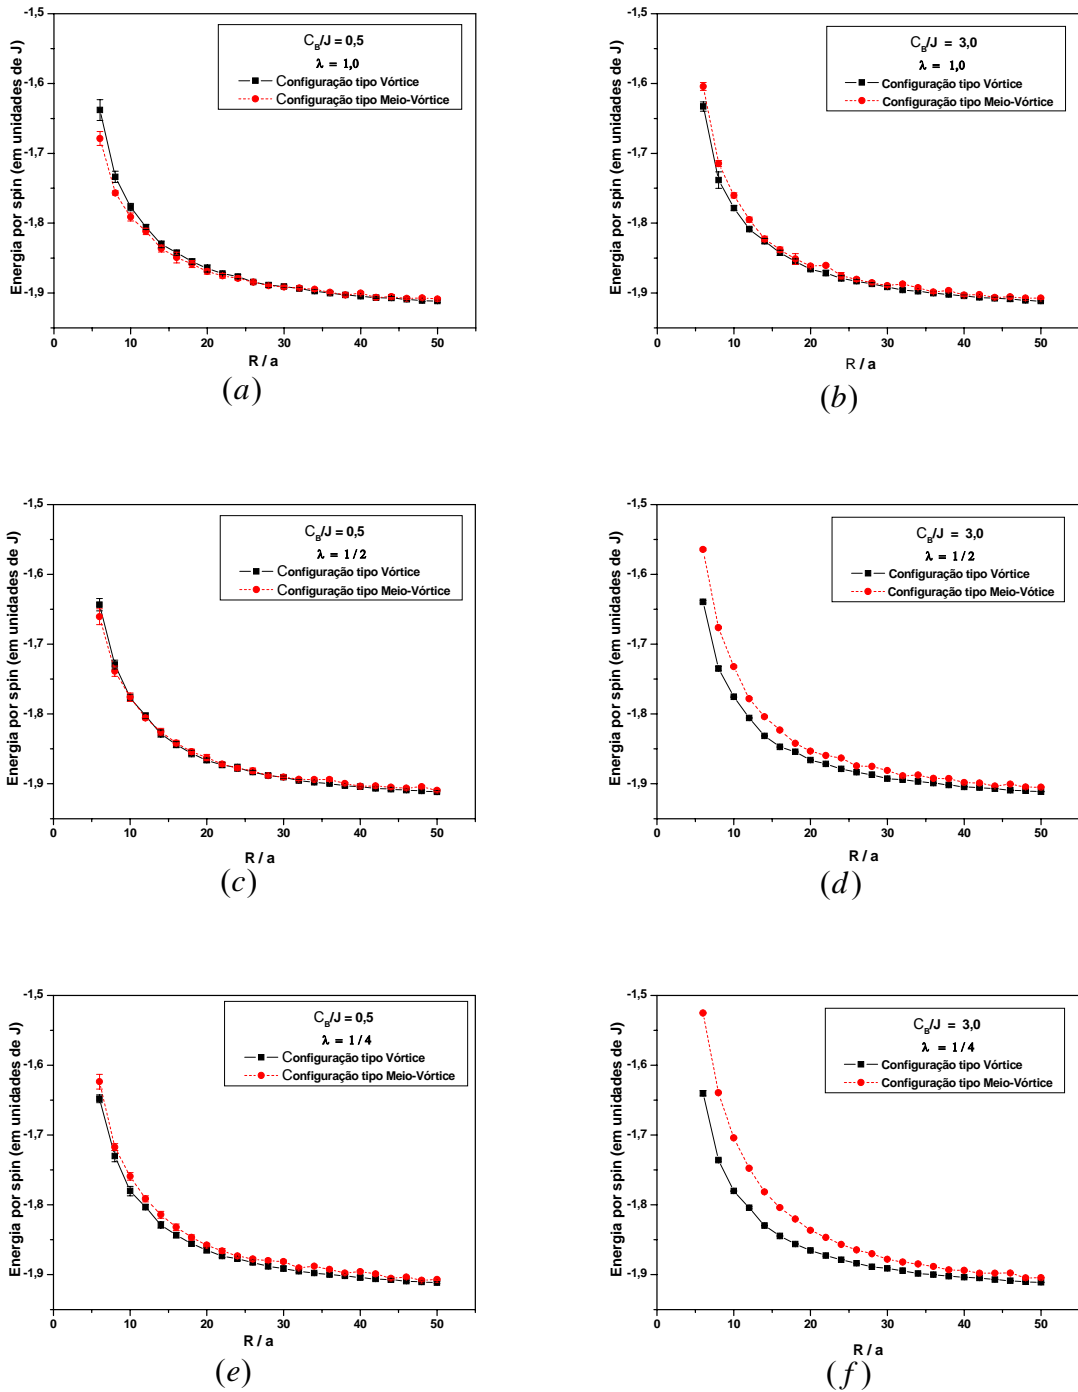 -1,5
-1,6
-1,7
-1,8
-1,9
Energia por spin (em unidades de J)
C_B/J = 0,5
λ = 1,0
Configuração tipo Vórtice
Configuração tipo Meio-Vórtice
0 10 20 30 40 50
R / a
(a)
-1,5
-1,6
-1,7
-1,8
-1,9
Energia por spin (em unidades de J)
C_B/J = 3,0
λ = 1,0
Configuração tipo Vórtice
Configuração tipo Meio-Vórtice
0 10 20 30 40 50
R / a
(b)
-1,5
-1,6
-1,7
-1,8
-1,9
Energia por spin (em unidades de J)
C_B/J = 0,5
λ = 1 / 2
Configuração tipo Vórtice
Configuração tipo Meio-Vórtice
0 10 20 30 40 50
R / a
(c)
-1,5
-1,6
-1,7
-1,8
-1,9
Energia por spin (em unidades de J)
C_B/J = 3,0
λ = 1 / 2
Configuração tipo Vórtice
Configuração tipo Meio-Vótice
0 10 20 30 40 50
R / a
(d)
-1,5
-1,6
-1,7
-1,8
-1,9
Energia por spin (em unidades de J)
C_B/J = 0,5
λ = 1 / 4
Configuração tipo Vórtice
Configuração tipo Meio-Vórtice
0 10 20 30 40 50
R / a
(e)
-1,5
-1,6
-1,7
-1,8
-1,9
Energia por spin (em unidades de J)
C_B/J = 3,0
λ = 1 / 4
Configuração tipo Vórtice
Configuração tipo Meio-Vórtice
0 10 20 30 40 50
R / a
(f)